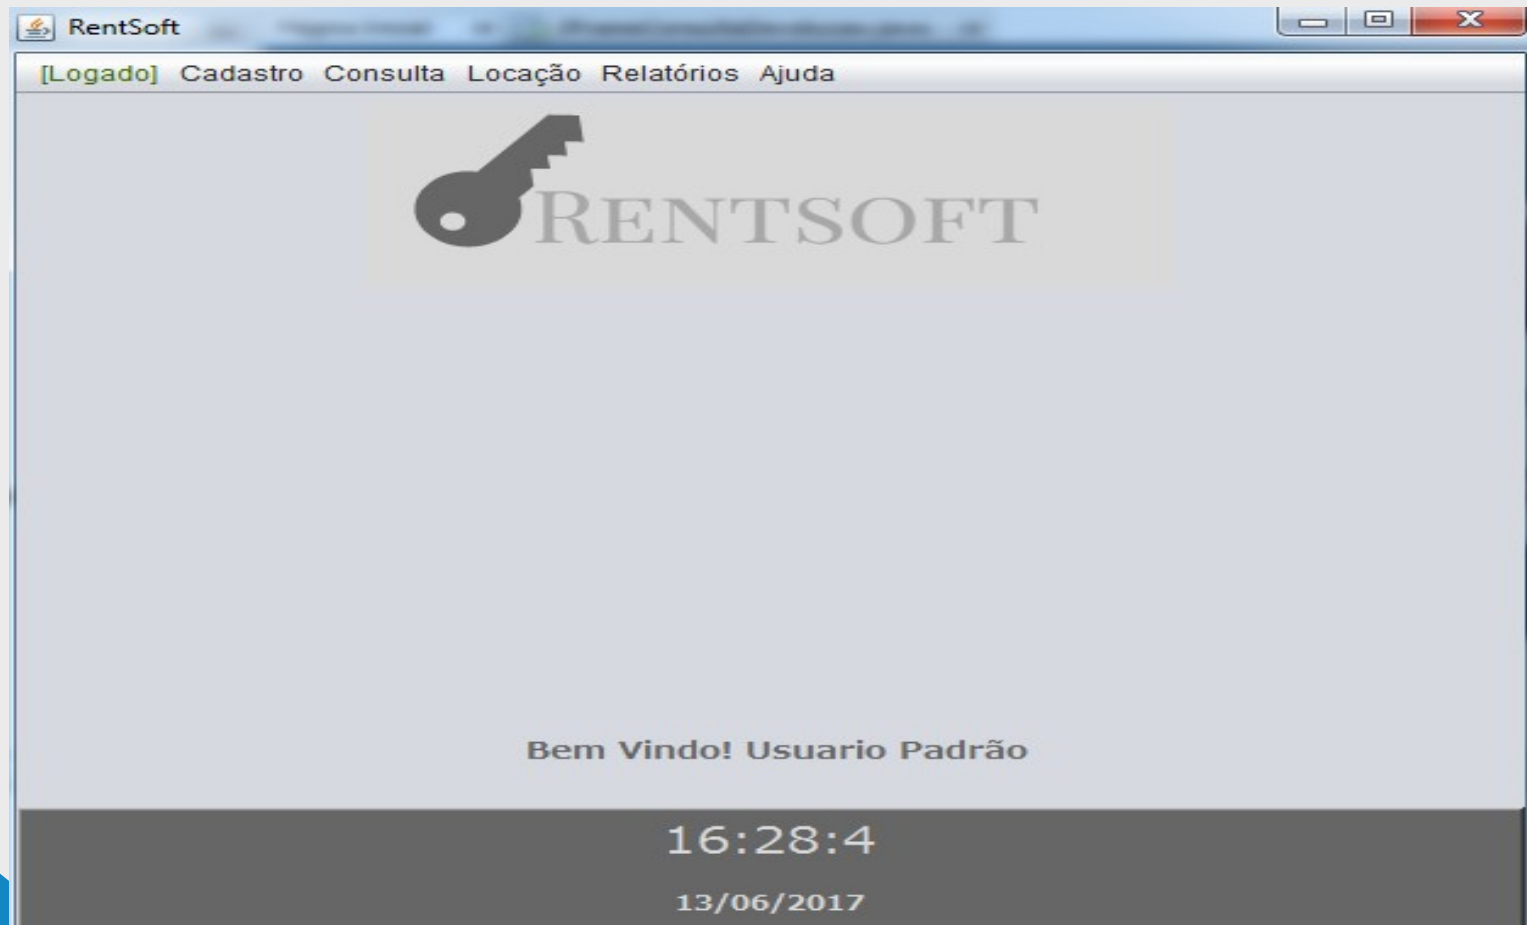 RentSoft
[Logado] Cadastro Consulta Locação Relatórios Ajuda
RENTSOFT
Bem Vindo! Usuario Padrão
16:28:4
13/06/2017